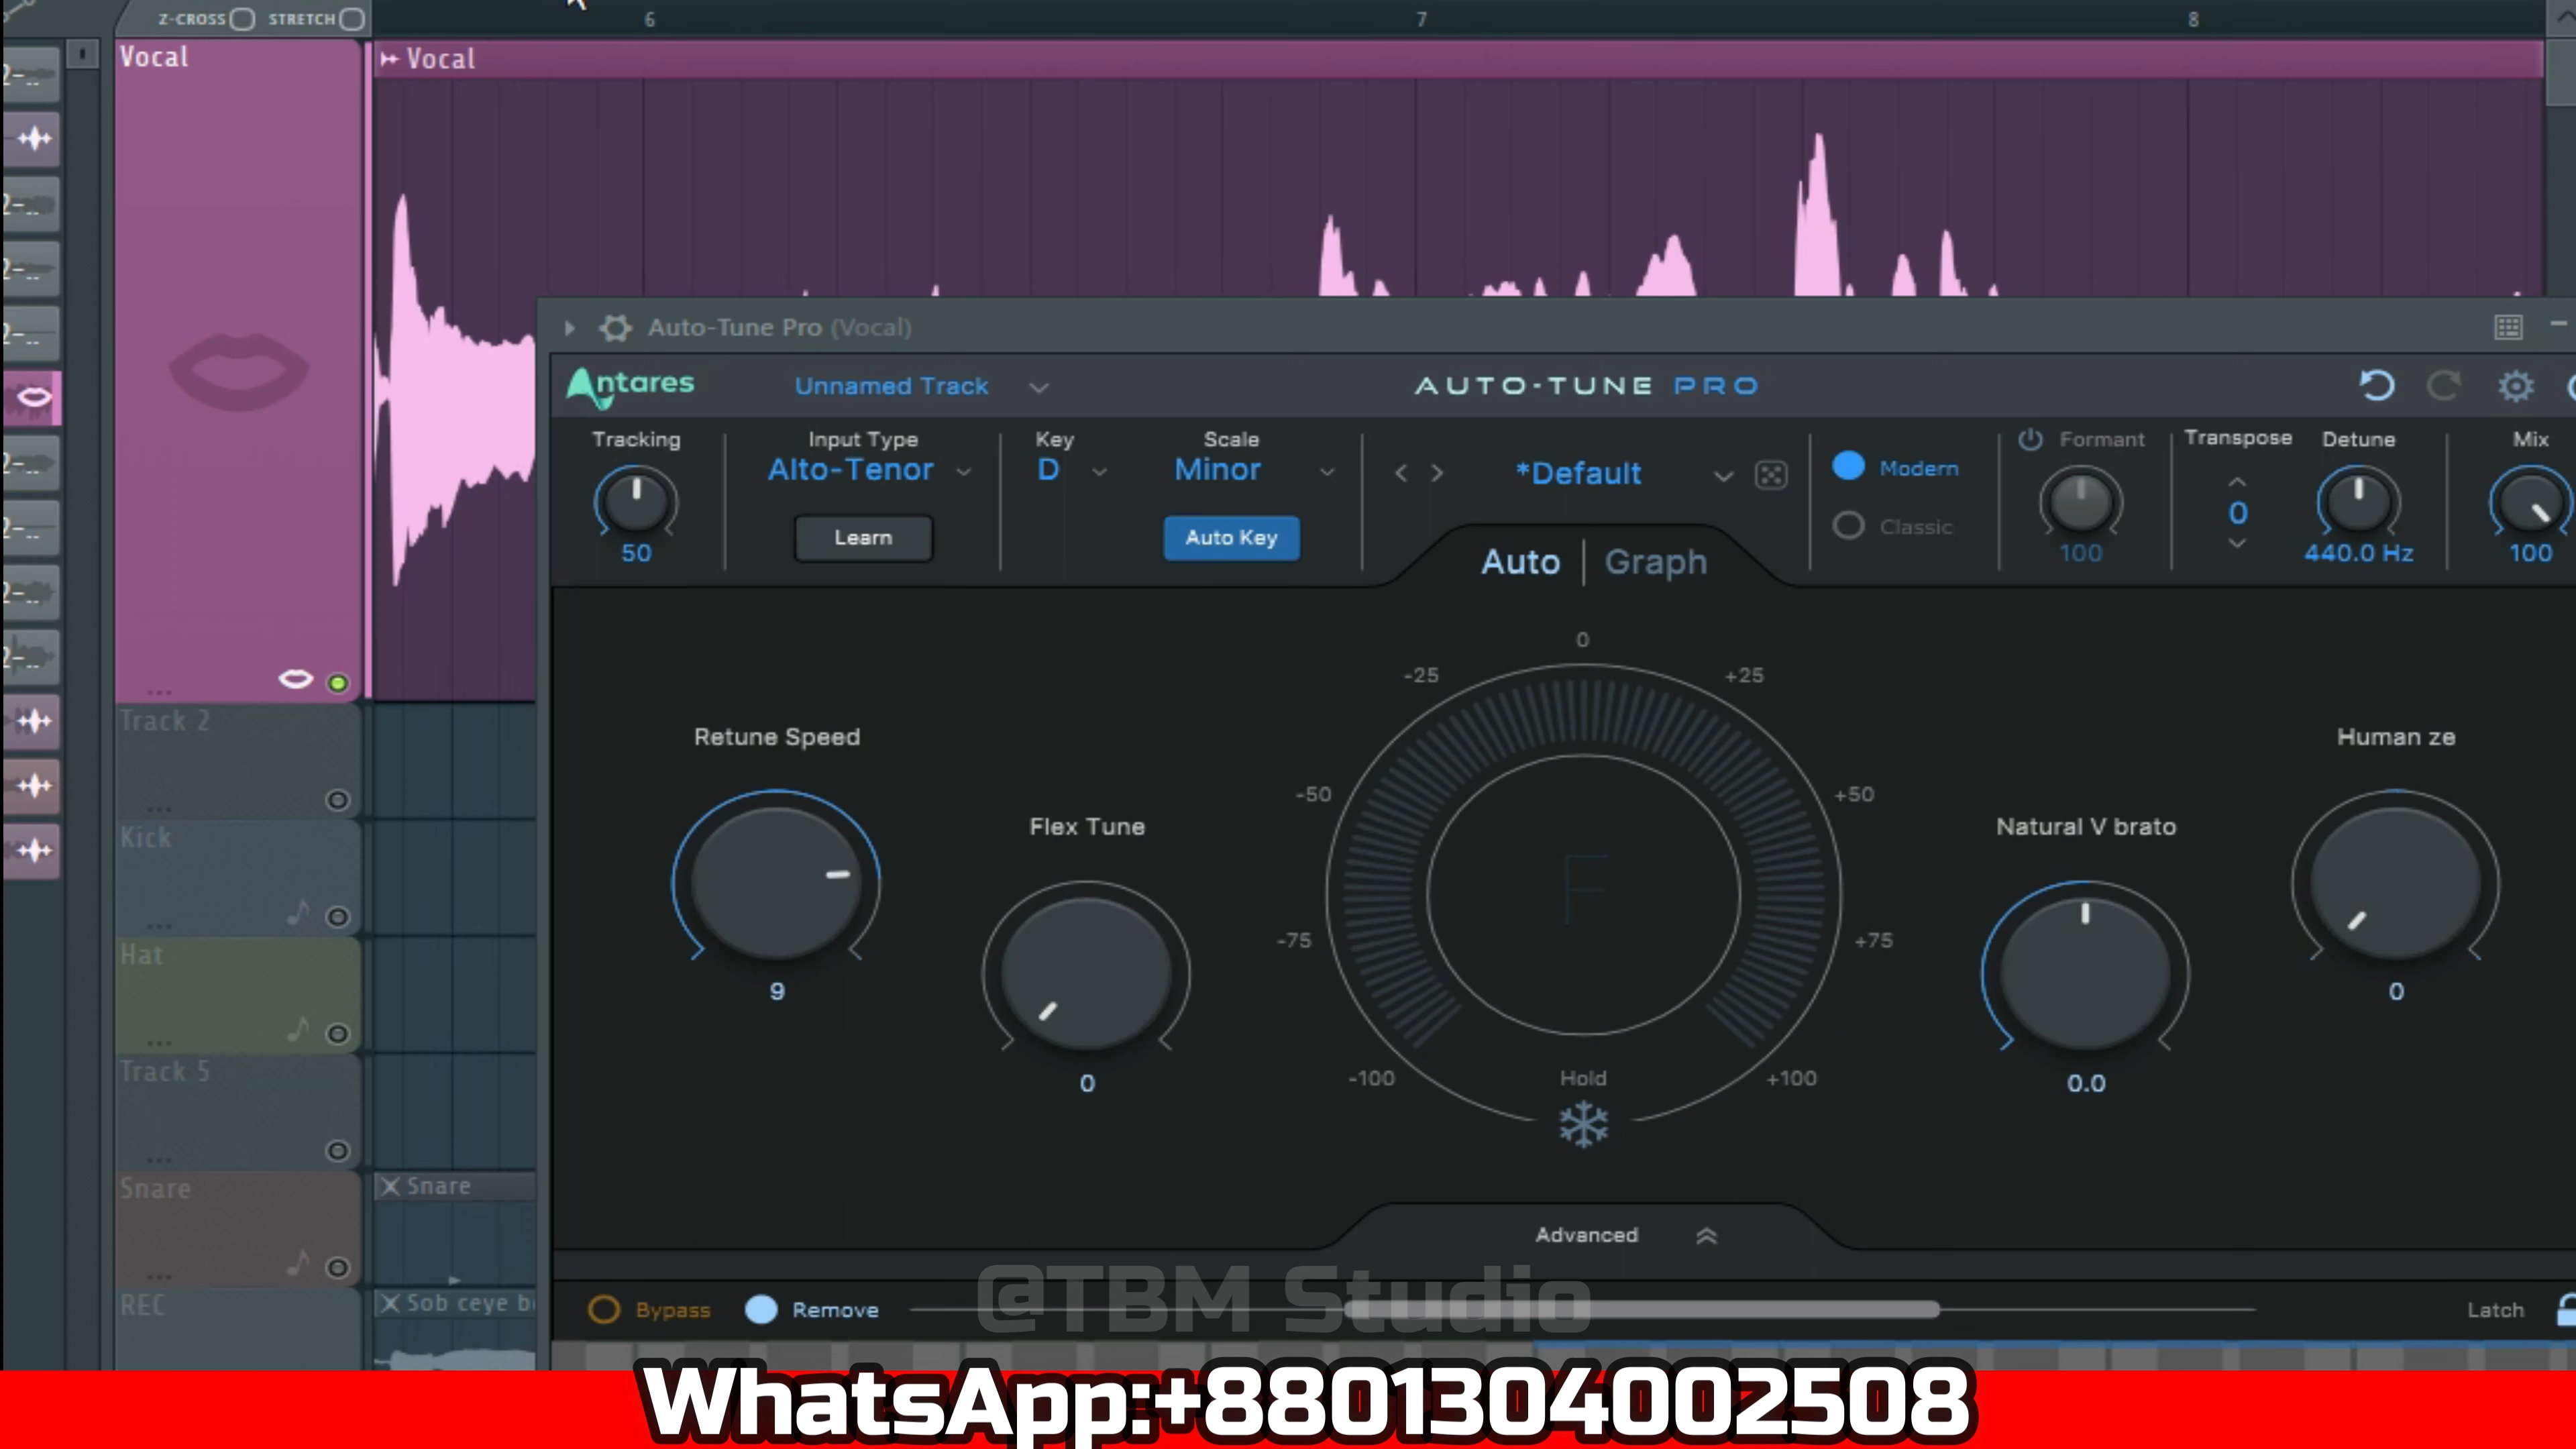 Z-CROSS STRETCH 6 7 8
Vocal
Vocal
Auto-Tune Pro (Vocal)
Antares Unnamed Track AUTO-TUNE PRO
Tracking Input Type Key Scale Formant Transpose Detune Mix
Alto-Tenor D Minor *Default Modern
50 Learn Auto Key Classic 0 100 440.0 Hz 100
Auto | Graph
0
-25 +25
-50 +50
-75 +75
-100 +100
Hold
Retune Speed
9
Flex Tune
0
Natural V brato
0.0
Human ze
0
Advanced
Bypass Remove Latch
Track 2
Kick
Hat
Track 5
Snare
Snare
REC
Sob ceye b
@TBM Studio
WhatsApp:+8801304002508